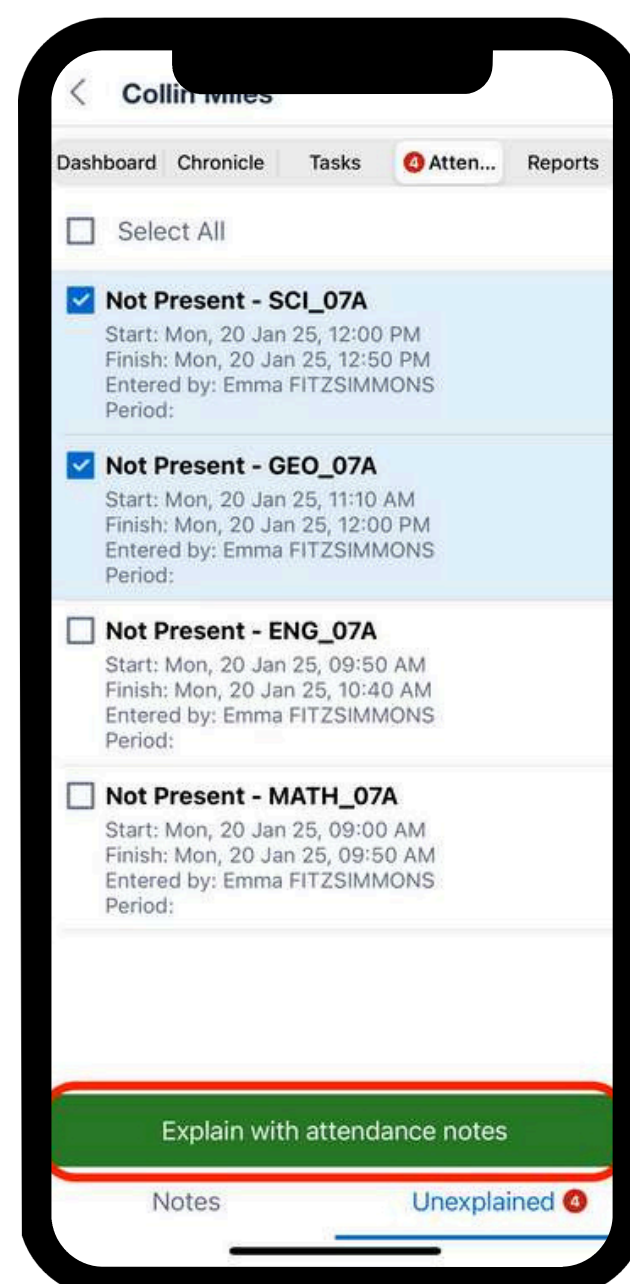 Collin Miles
Dashboard Chronicle Tasks 4 Atten... Reports
Select All
Not Present - SCI_07A
Start: Mon, 20 Jan 25, 12:00 PM
Finish: Mon, 20 Jan 25, 12:50 PM
Entered by: Emma FITZSIMMONS
Period:
Not Present - GEO_07A
Start: Mon, 20 Jan 25, 11:10 AM
Finish: Mon, 20 Jan 25, 12:00 PM
Entered by: Emma FITZSIMMONS
Period:
Not Present - ENG_07A
Start: Mon, 20 Jan 25, 09:50 AM
Finish: Mon, 20 Jan 25, 10:40 AM
Entered by: Emma FITZSIMMONS
Period:
Not Present - MATH_07A
Start: Mon, 20 Jan 25, 09:00 AM
Finish: Mon, 20 Jan 25, 09:50 AM
Entered by: Emma FITZSIMMONS
Period:
Explain with attendance notes
Notes Unexplained 4